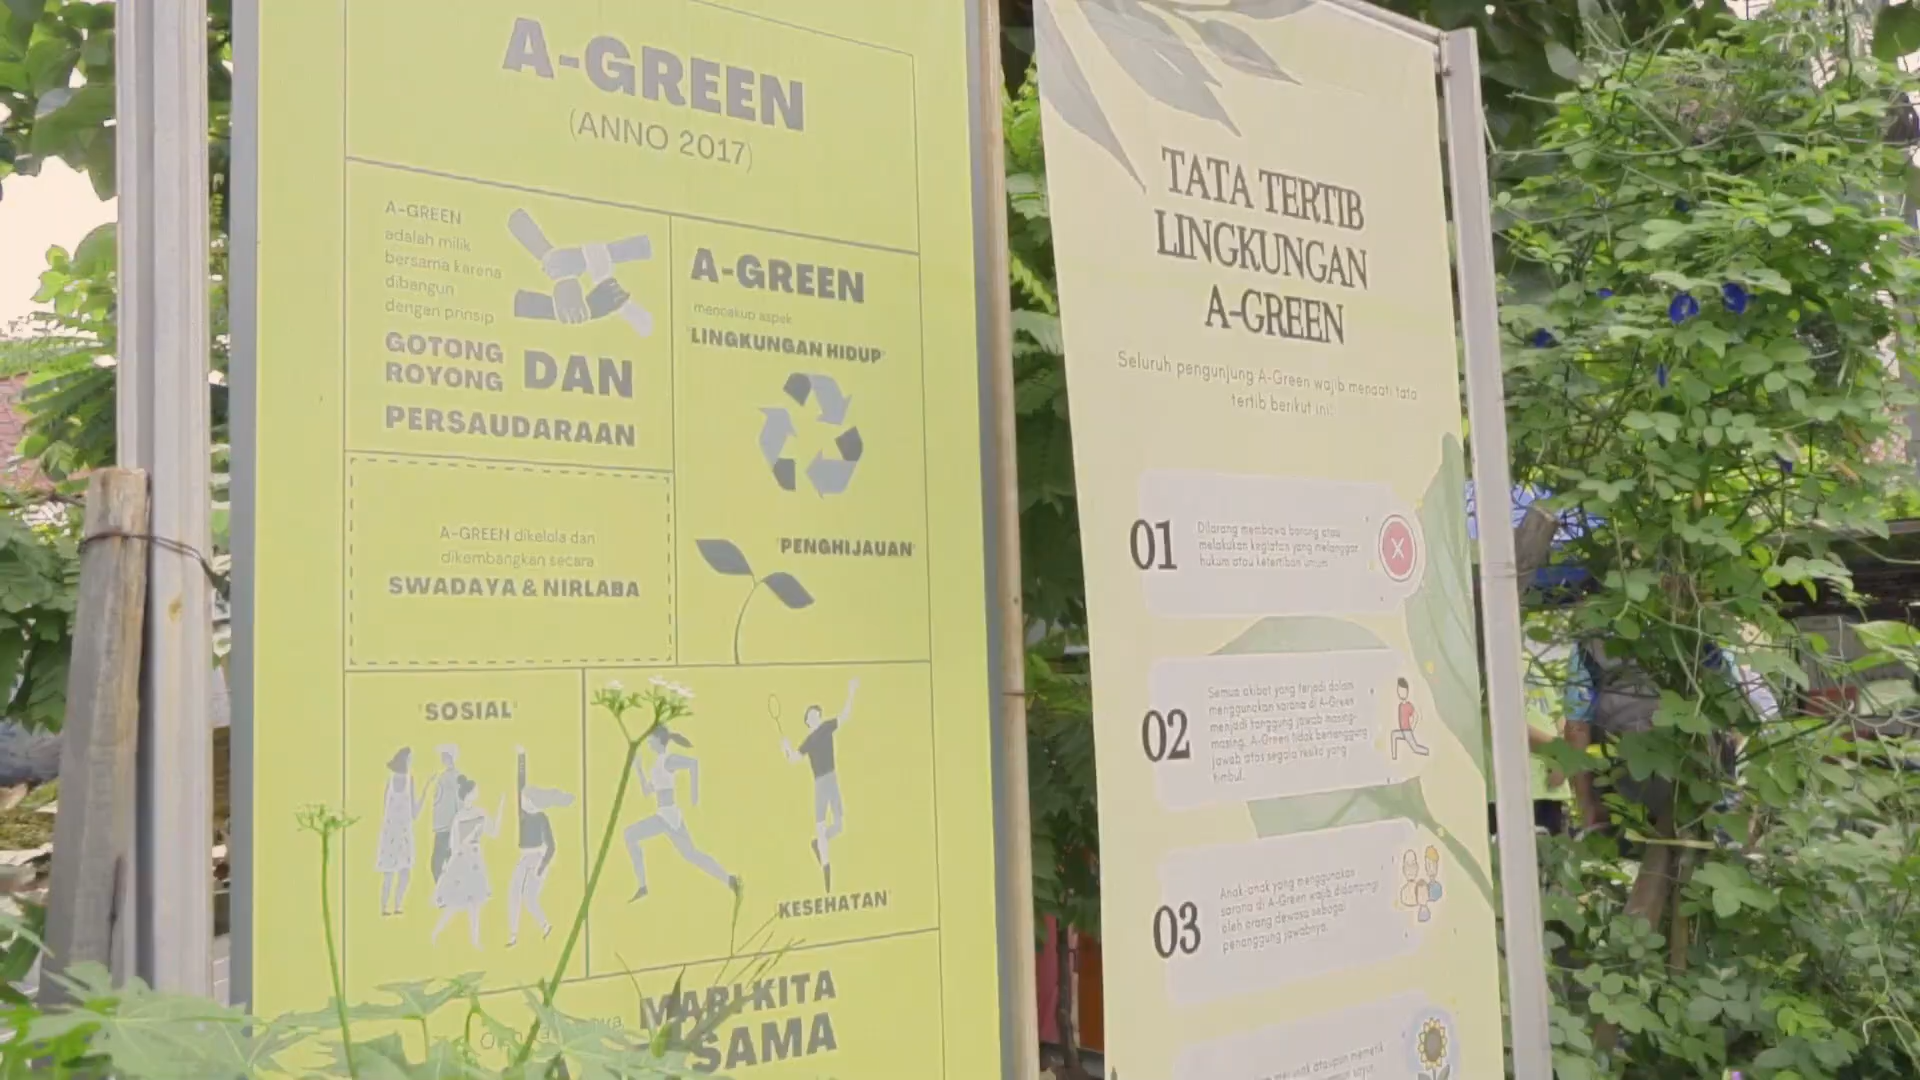 A-GREEN
(ANNO 2017)
A-GREEN
adalah milik
bersama karena
dibangun
dengan prinsip
GOTONG
ROYONG DAN
PERSAUDARAAN
A-GREEN
mencakup aspek
"LINGKUNGAN HIDUP"
"PENGHIJAUAN"
A-GREEN dikelola dan
dikembangkan secara
SWADAYA & NIRLABA
"SOSIAL"
KESEHATAN"
MARI KITA
SAMA
TATA TERTIB
LINGKUNGAN
A-GREEN
Seluruh pengunjung A-Green wajib menaati tata
tertib berikut ini:
01
Dilarang membawa barang atau
melakukan kegiatan yang melanggar
hukum atau ketertiban umum
02
Semua akibat yang terjadi dalam
menggunakan sarana di A-Green
menjadi tanggung jawab masing-
masing. A-Green tidak bertanggung
jawab atas segala resiko yang
timbul.
03
Anak-anak yang menggunakan
sarana di A-Green wajib didampingi
oleh orang dewasa sebagai
penanggung jawabnya.
ataupun memetik